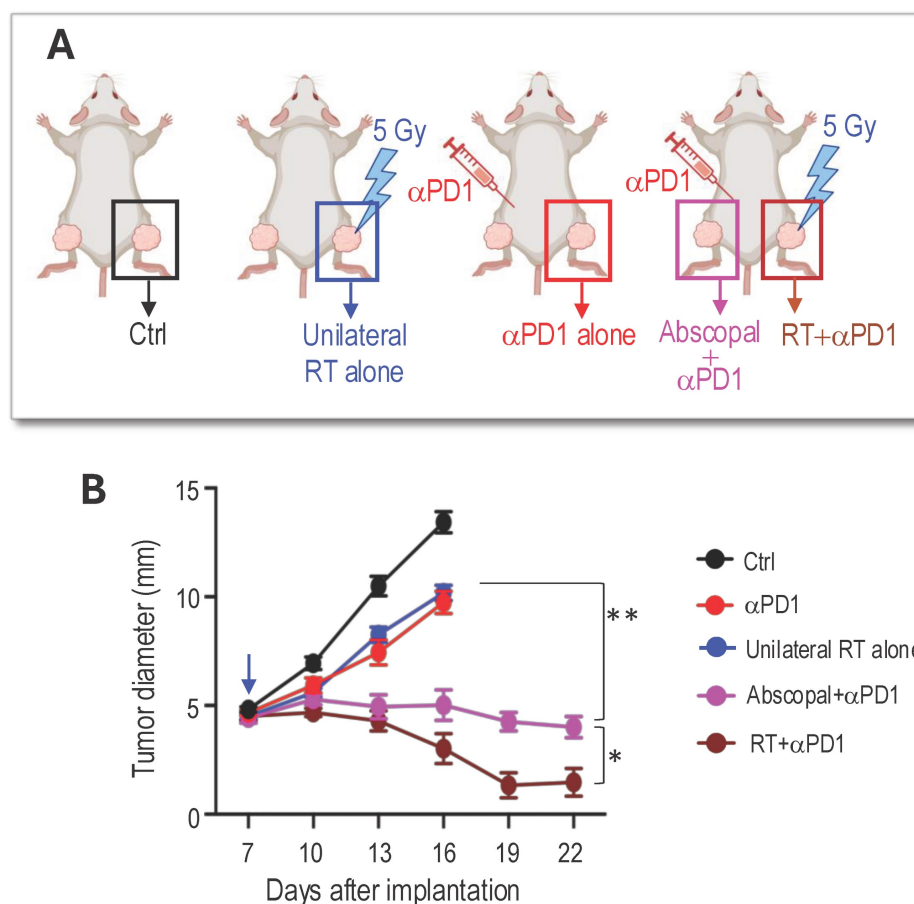 A
5 Gy
αPD1
αPD1
5 Gy
Ctrl
Unilateral
RT alone
αPD1 alone
Abscopal
+
αPD1
RT+αPD1
B
Tumor diameter (mm)
15
10
5
0
7 10 13 16 19 22
Days after implantation
**
*
Ctrl
αPD1
Unilateral RT alone
Abscopal+αPD1
RT+αPD1